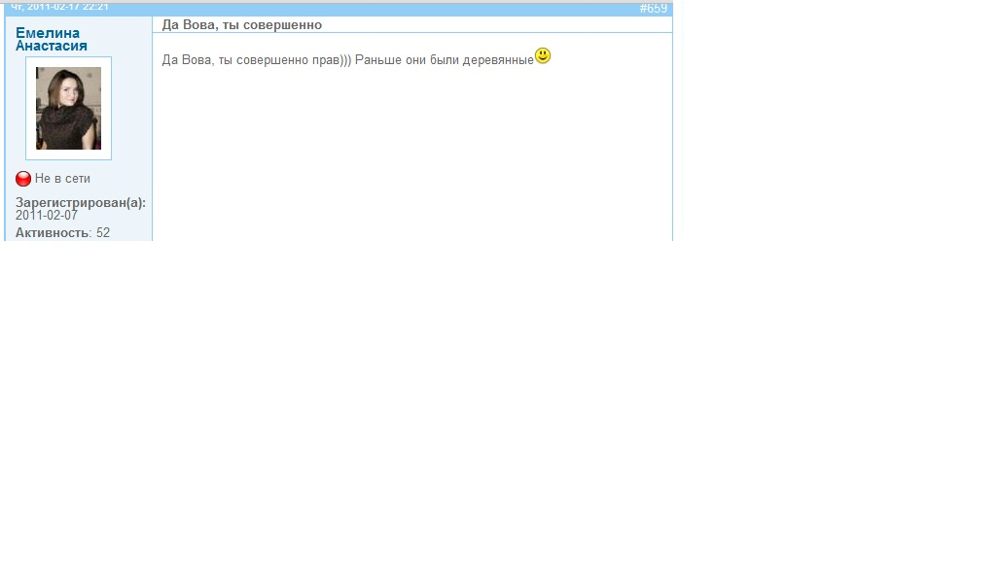 Чт, 2011-02-17 22:21
#659
Емелина
Анастасия
Не в сети
Зарегистрирован(а):
2011-02-07
Активность: 52
Да Вова, ты совершенно
Да Вова, ты совершенно прав))) Раньше они были деревянные